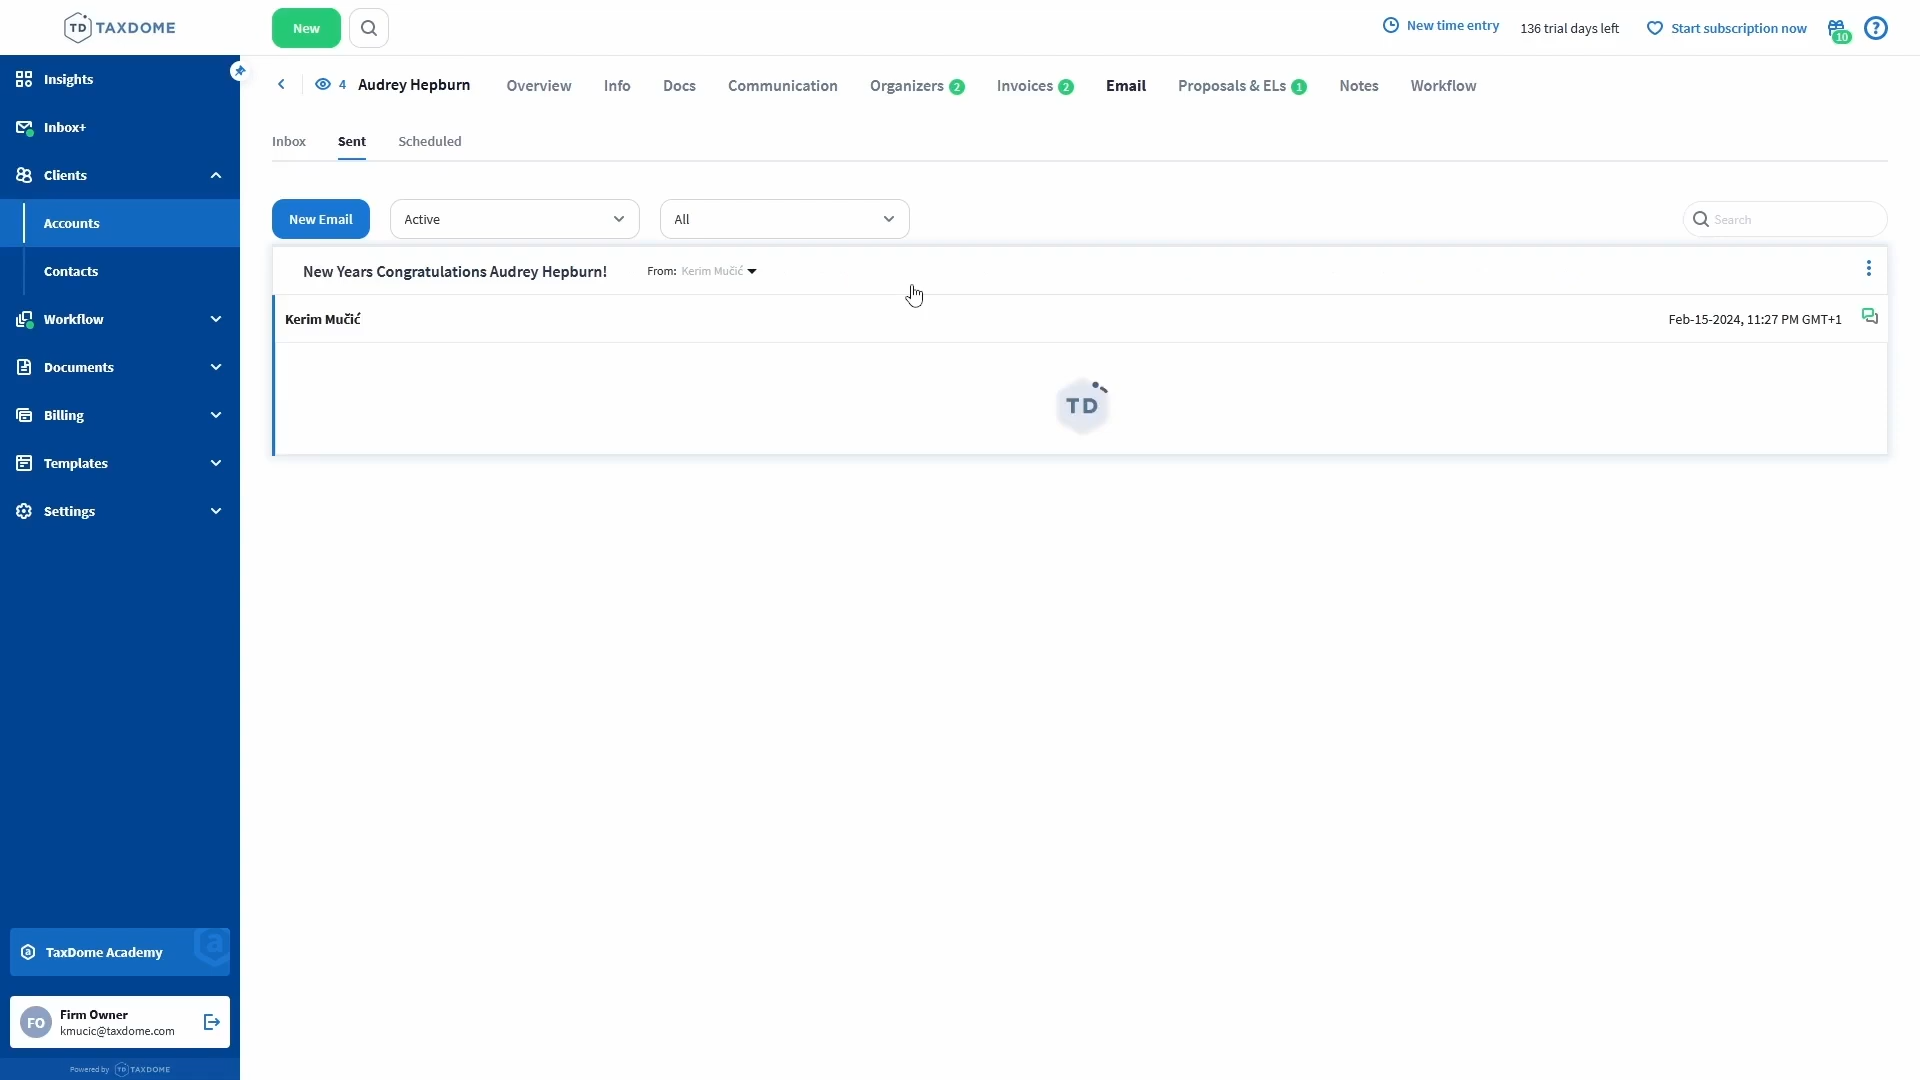 TD TAXDOME
New
New time entry
136 trial days left
Start subscription now
10
?
Insights
Inbox+
Clients
Accounts
Contacts
Workflow
Documents
Billing
Templates
Settings
TaxDome Academy
a
FO
Firm Owner
kmucic@taxdome.com
Powered by TD TAXDOME
4 Audrey Hepburn
Overview
Info
Docs
Communication
Organizers 2
Invoices 2
Email
Proposals & ELs 1
Notes
Workflow
Inbox
Sent
Scheduled
New Email
Active
All
Search
New Years Congratulations Audrey Hepburn!
From: Kerim Mučić
Kerim Mučić
Feb-15-2024, 11:27 PM GMT+1
TD